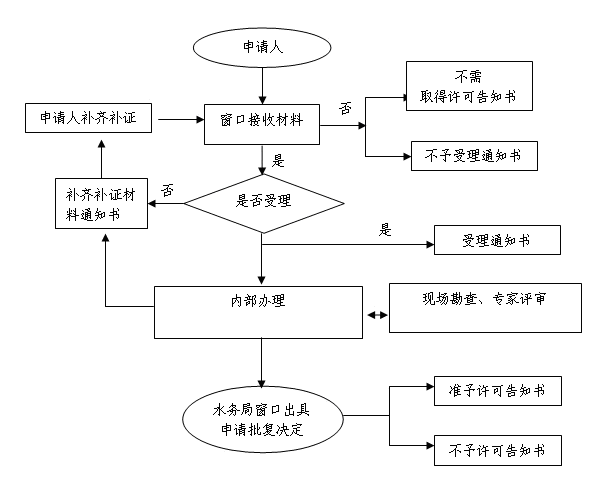 申请人
不需
取得许可告知书
申请人补齐补证
窗口接收材料
否
不予受理通知书
是
补齐补证材
料通知书
否
是否受理
是
受理通知书
内部办理
现场勘查、专家评审
水务局窗口出具
申请批复决定
准予许可告知书
不予许可告知书